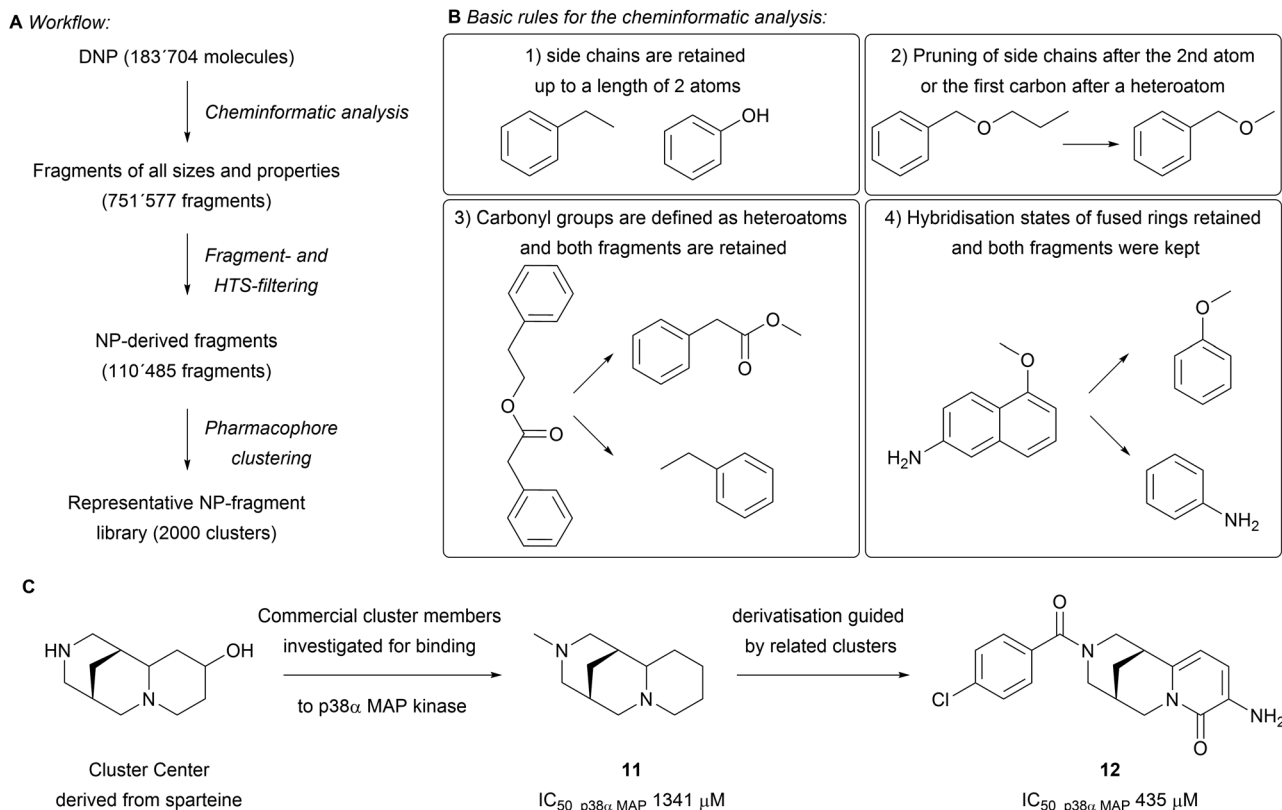 A Workflow:
DNP (183´704 molecules)
Cheminformatic analysis
Fragments of all sizes and properties
(751´577 fragments)
Fragment- and
HTS-filtering
NP-derived fragments
(110´485 fragments)
Pharmacophore
clustering
Representative NP-fragment
library (2000 clusters)
B Basic rules for the cheminformatic analysis:
1) side chains are retained
up to a length of 2 atoms
OH
2) Pruning of side chains after the 2nd atom
or the first carbon after a heteroatom
O
O
3) Carbonyl groups are defined as heteroatoms
and both fragments are retained
O
O
O
O
4) Hybridisation states of fused rings retained
and both fragments were kept
O
H2N
O
NH2
C
HN
OH
N
Cluster Center
derived from sparteine
Commercial cluster members
investigated for binding
to p38α MAP kinase
N
N
11
IC50 p38α MAP 1341 μM
derivatisation guided
by related clusters
O
N
Cl
N
NH2
O
12
IC50 p38α MAP 435 μM